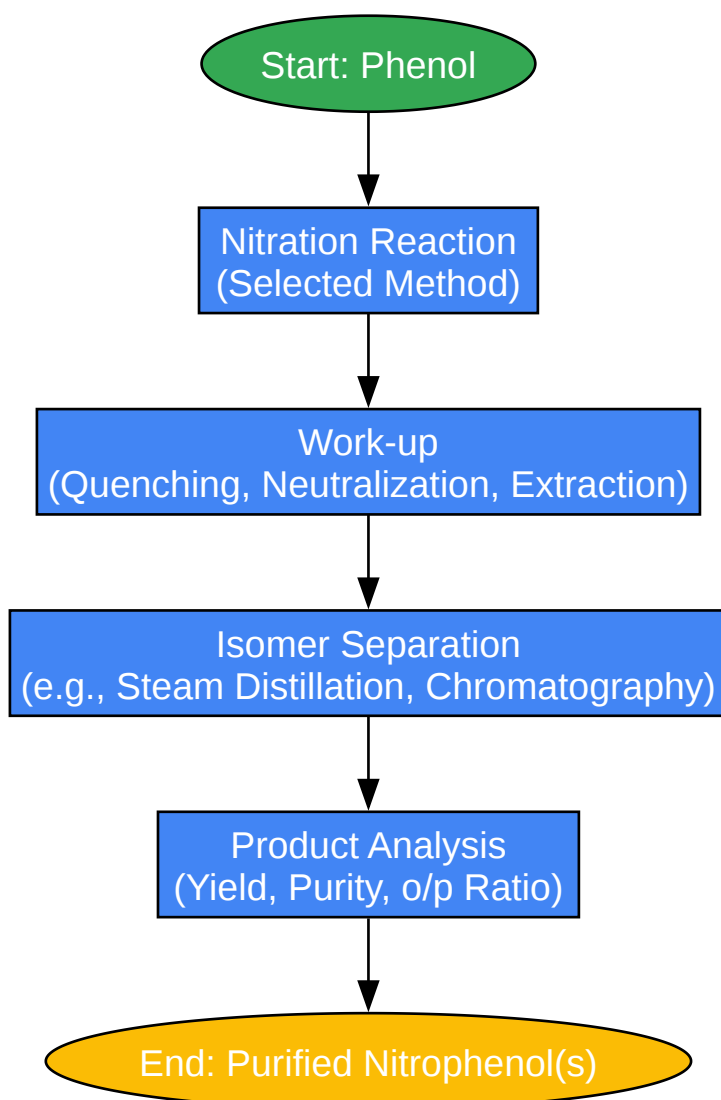 Start: Phenol
Nitration Reaction
(Selected Method)
Work-up
(Quenching, Neutralization, Extraction)
Isomer Separation
(e.g., Steam Distillation, Chromatography)
Product Analysis
(Yield, Purity, o/p Ratio)
End: Purified Nitrophenol(s)